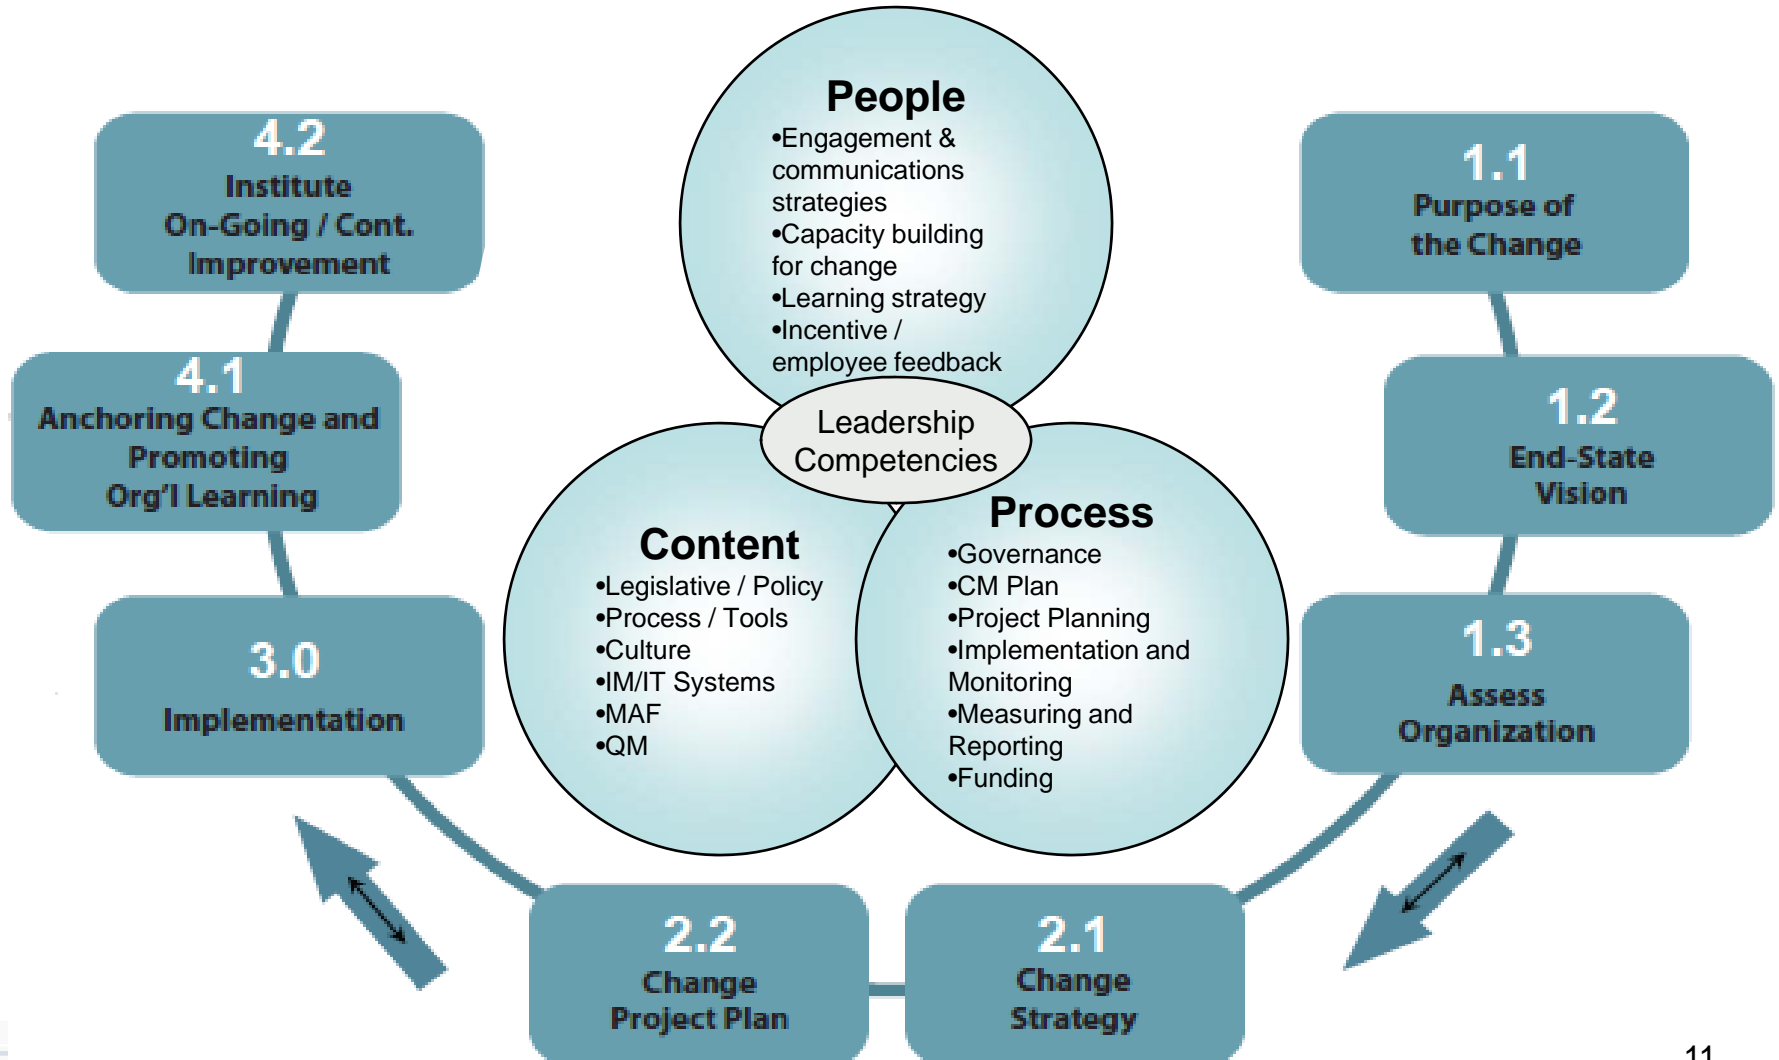 People
•Engagement &
communications
strategies
•Capacity building
for change
•Learning strategy
•Incentive /
employee feedback
Leadership
Competencies
Content
•Legislative / Policy
•Process / Tools
•Culture
•IM/IT Systems
•MAF
•QM
Process
•Governance
•CM Plan
•Project Planning
•Implementation and
Monitoring
•Measuring and
Reporting
•Funding
1.1
Purpose of
the Change
1.2
End-State
Vision
1.3
Assess
Organization
2.1
Change
Strategy
2.2
Change
Project Plan
3.0
Implementation
4.1
Anchoring Change and
Promoting
Org'l Learning
4.2
Institute
On-Going / Cont.
Improvement
11